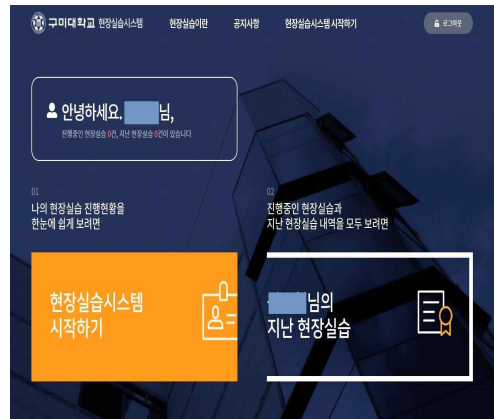 구미대학교 현장실습시스템 현장실습이란 공지사항 현장실습시스템 시작하기 로그아웃
안녕하세요. 님,
진행중인 현장실습 0건, 지난 현장실습 0건이 있습니다
01
나의 현장실습 진행현황을
한눈에 쉽게 보려면
02
진행중인 현장실습과
지난 현장실습 내역을 모두 보려면
현장실습시스템
시작하기
님의
지난 현장실습